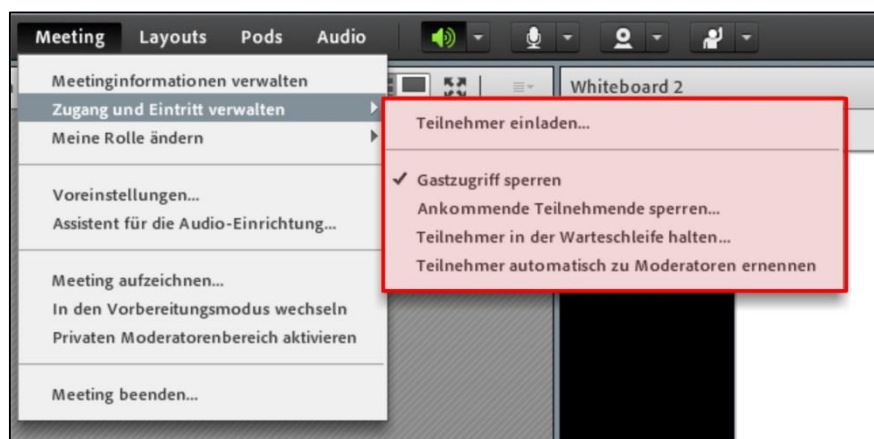 Meeting Layouts Pods Audio
Whiteboard 2
Meetinginformationen verwalten
Zugang und Eintritt verwalten
Meine Rolle ändern
Voreinstellungen...
Assistent für die Audio-Einrichtung...
Meeting aufzeichnen...
In den Vorbereitungsmodus wechseln
Privaten Moderatorenbereich aktivieren
Meeting beenden...
Teilnehmer einladen...
Gastzugriff sperren
Ankommende Teilnehmende sperren...
Teilnehmer in der Warteschleife halten...
Teilnehmer automatisch zu Moderatoren ernennen